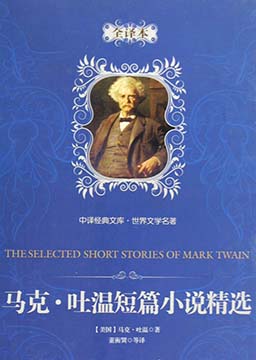 全译本
中译经典文库·世界文学名著
THE SELECTED SHORT STORIES OF MARK TWAIN
马克·吐温短篇小说精选
【美国】马克·吐温 著
董衡巽 等译